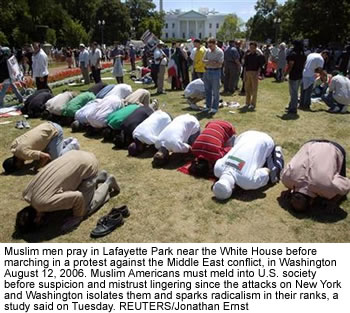 Muslim men pray in Lafayette Park near the White House before
marching in a protest against the Middle East conflict, in Washington
August 12, 2006. Muslim Americans must meld into U.S. society
before suspicion and mistrust lingering since the attacks on New York
and Washington isolates them and sparks radicalism in their ranks, a
study said on Tuesday. REUTERS/Jonathan Ernst